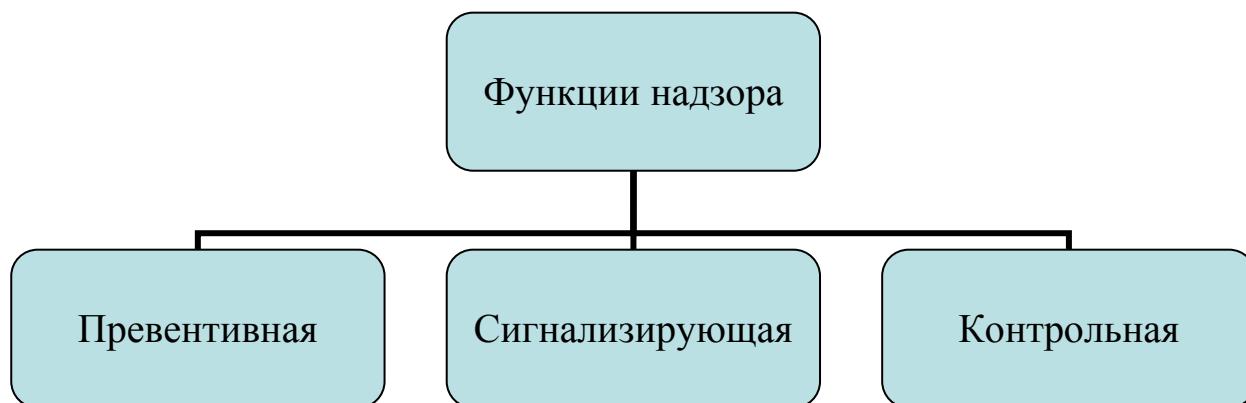 Функции надзора
Превентивная
Сигнализирующая
Контрольная